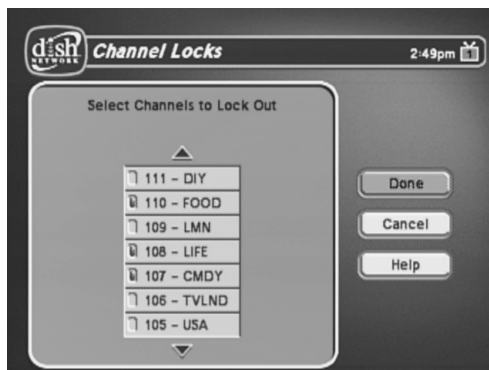 dish
NETWORK
Channel Locks
2:49pm
1
Select Channels to Lock Out
111 - DIY
110 - FOOD
109 - LMN
108 - LIFE
107 - CMDY
106 - TVLND
105 - USA
Done
Cancel
Help